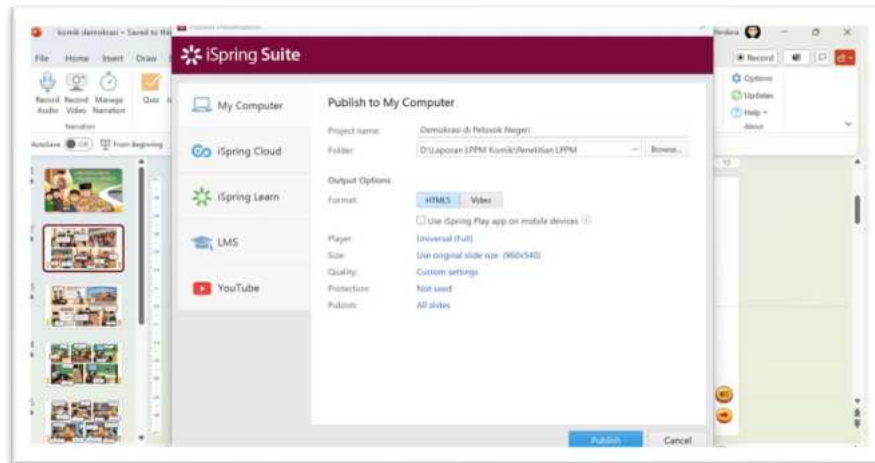 komik demokrasi • Saved to this
File Home Insert Draw
Record
Record Audio
Record Video
Manage Narration
Quiz
Narration
AutoSave Off From Beginning
iSpring Suite
My Computer
iSpring Cloud
iSpring Learn
LMS
YouTube
Publish to My Computer
Project name: Demokrasi di Pelosok Negeri
Folder: D:\Laporan LPPM Komik\Penelitian LPPM Browse...
Output Options
Format: HTML5 Video
Use iSpring Play app on mobile devices
Player: Universal (Full)
Size: Use original slide size (960x540)
Quality: Custom settings
Protection: Not used
Publish: All slides
Publish Cancel
Options
Updates
Help
About